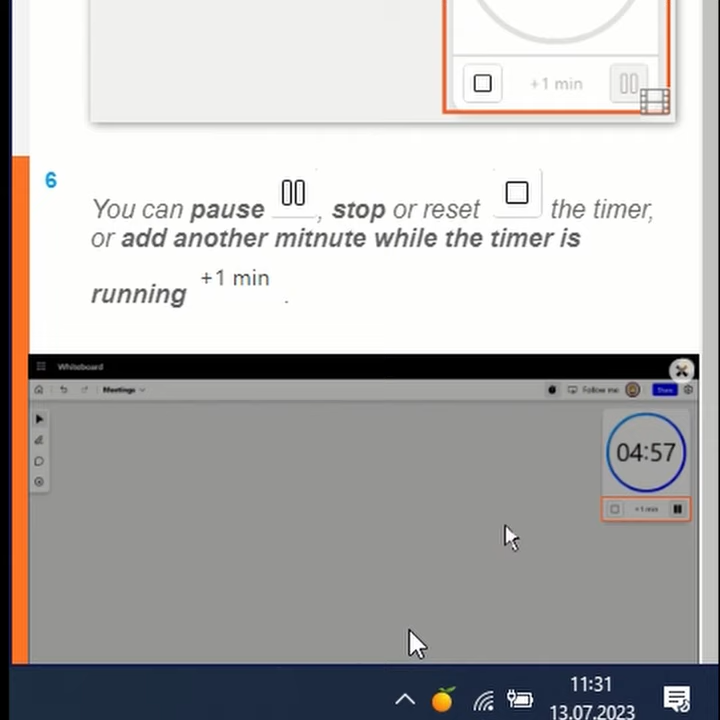 +1 min
6
You can pause , stop or reset the timer,
or add another mitnute while the timer is
running +1 min .
Whiteboard
Meetings
Follow me
Share
04:57
+1 min
11:31
13.07.2023